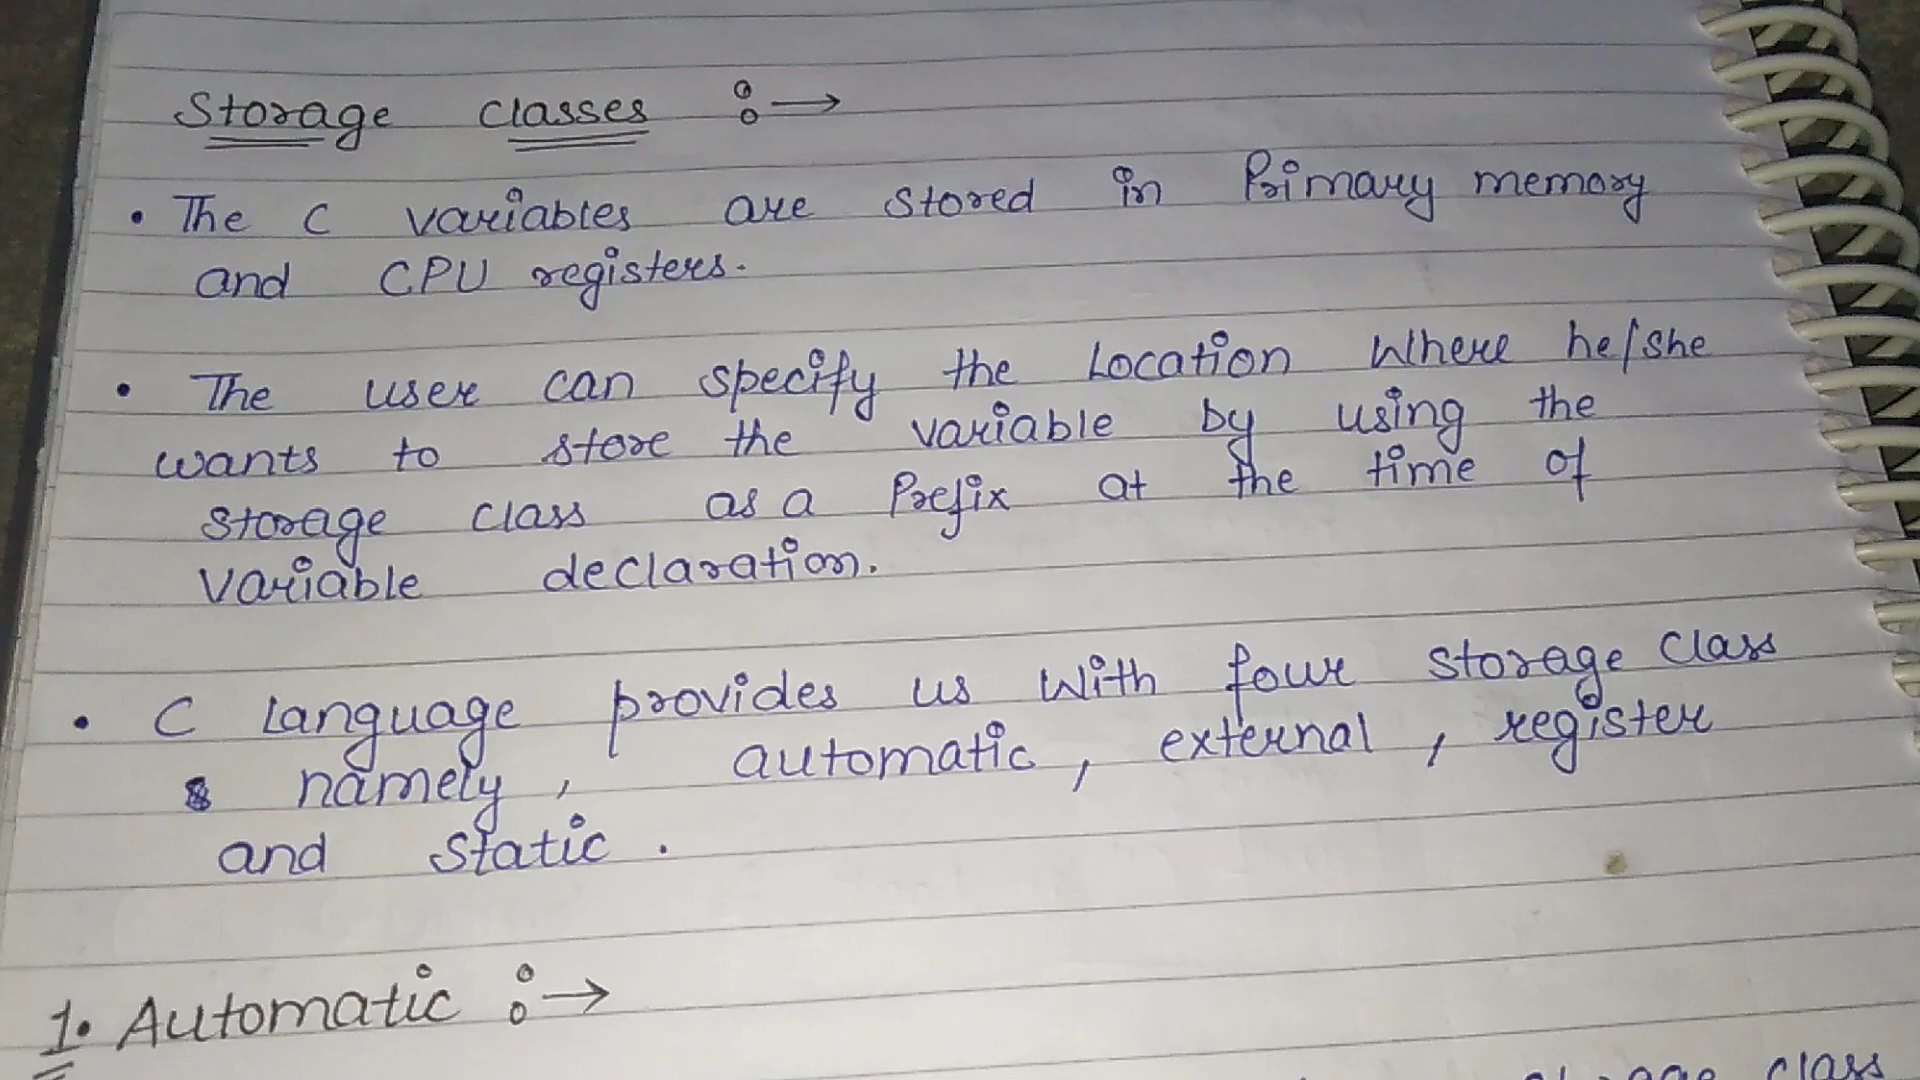 Storage classes :→
• The C variables are stored in Primary memory
and CPU registers.
• The user can specify the Location Where he/she
wants to store the variable by using the
storage class as a Prefix at the time of
variable declaration.
• C Language provides us With four storage Class
namely, automatic, external, register
and static.
1. Automatic :→
class